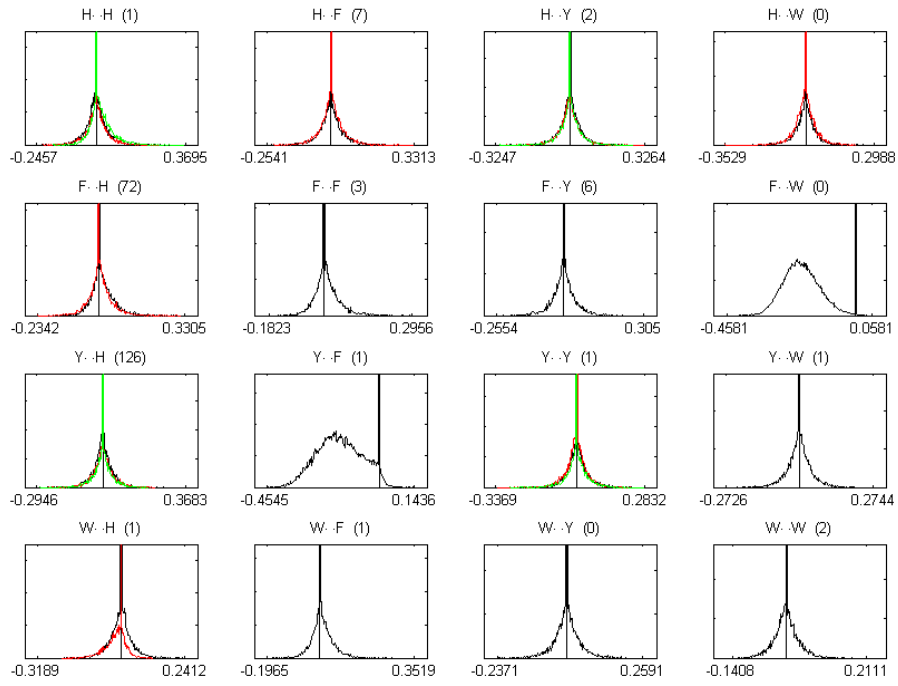 H··H (1) H··F (7) H··Y (2) H··W (0)
-0.2457 0.3695 -0.2541 0.3313 -0.3247 0.3264 -0.3529 0.2988
F··H (72) F··F (3) F··Y (6) F··W (0)
-0.2342 0.3305 -0.1823 0.2956 -0.2554 0.305 -0.4581 0.0581
Y··H (126) Y··F (1) Y··Y (1) Y··W (1)
-0.2946 0.3683 -0.4545 0.1436 -0.3369 0.2832 -0.2726 0.2744
W··H (1) W··F (1) W··Y (0) W··W (2)
-0.3189 0.2412 -0.1965 0.3519 -0.2371 0.2591 -0.1408 0.2111